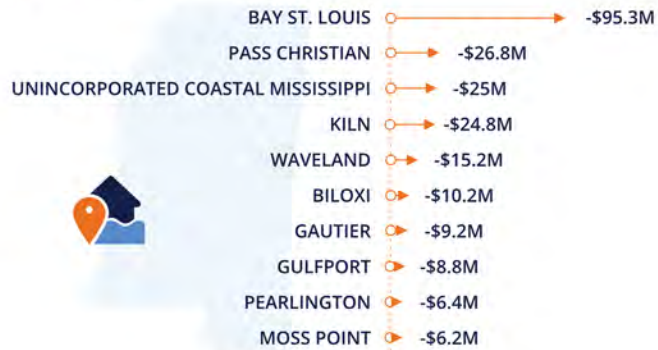 BAY ST. LOUIS -$95.3M
PASS CHRISTIAN -$26.8M
UNINCORPORATED COASTAL MISSISSIPPI -$25M
KILN -$24.8M
WAVELAND -$15.2M
BILOXI -$10.2M
GAUTIER -$9.2M
GULFPORT -$8.8M
PEARLINGTON -$6.4M
MOSS POINT -$6.2M